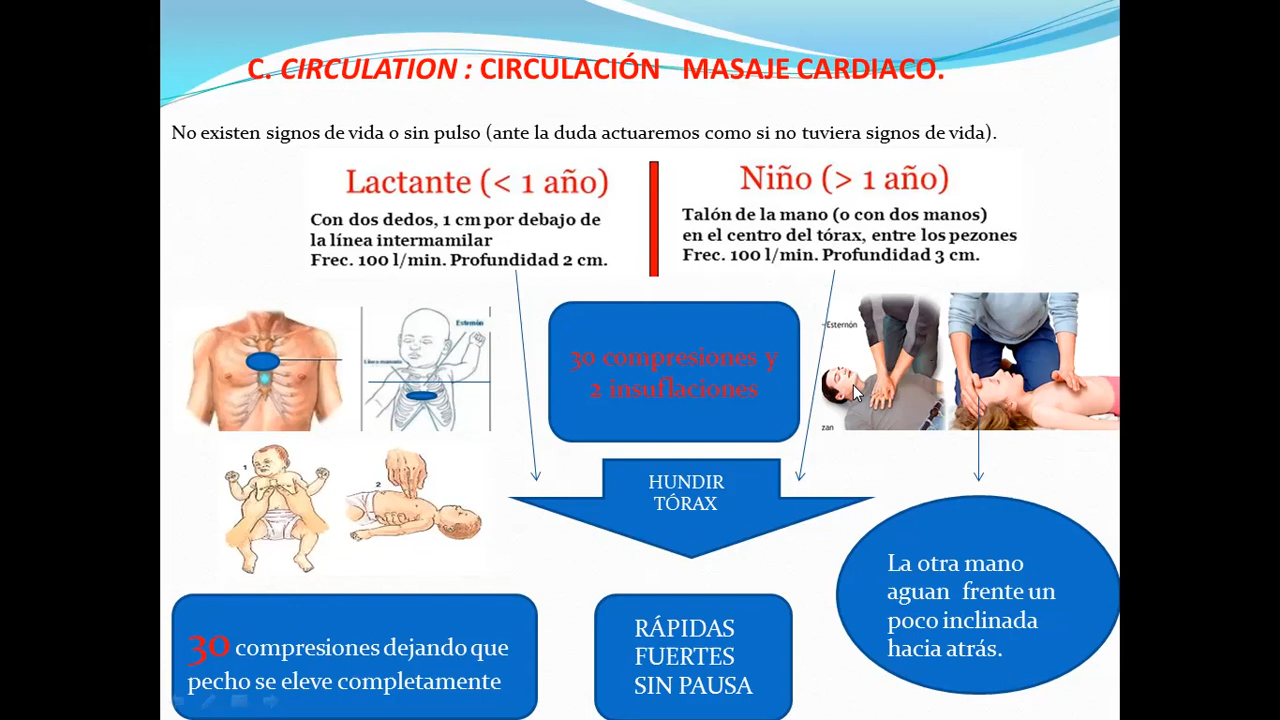 C. CIRCULATION : CIRCULACIÓN MASAJE CARDIACO.
No existen signos de vida o sin pulso (ante la duda actuaremos como si no tuviera signos de vida).
Lactante (< 1 año)
Con dos dedos, 1 cm por debajo de
la línea intermamilar
Frec. 100 l/min. Profundidad 2 cm.
Niño (> 1 año)
Talón de la mano (o con dos manos)
en el centro del tórax, entre los pezones
Frec. 100 l/min. Profundidad 3 cm.
Esternón
Línea mamaria
30 compresiones y
2 insuflaciones
Esternón
zan
1
2
HUNDIR
TÓRAX
30 compresiones dejando que
pecho se eleve completamente
RÁPIDAS
FUERTES
SIN PAUSA
La otra mano
aguan frente un
poco inclinada
hacia atrás.